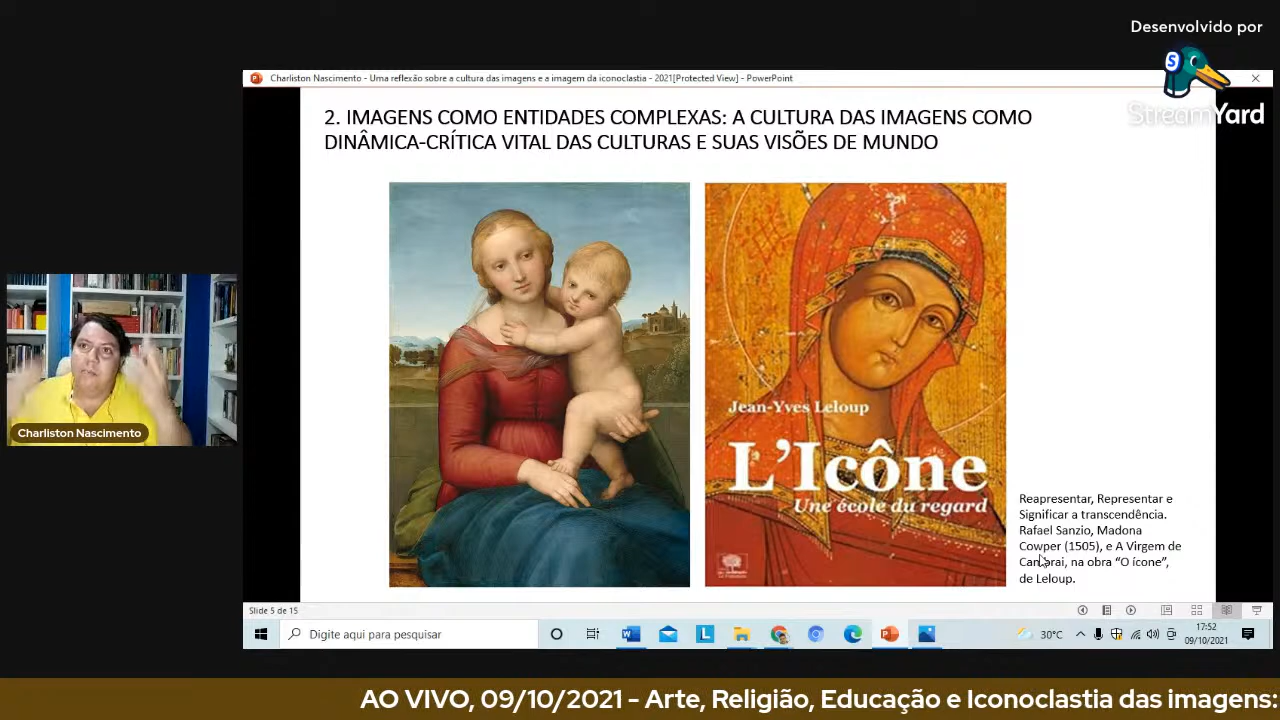 Desenvolvido por
S
StreamYard
Charliston Nascimento - Uma reflexão sobre a cultura das imagens e a imagem da iconoclastia - 2021[Protected View] - PowerPoint
2. IMAGENS COMO ENTIDADES COMPLEXAS: A CULTURA DAS IMAGENS COMO
DINÂMICA-CRÍTICA VITAL DAS CULTURAS E SUAS VISÕES DE MUNDO
Jean-Yves Leloup
L'Icône
Une école du regard
Reapresentar, Representar e
Significar a transcendência.
Rafael Sanzio, Madona
Cowper (1505), e A Virgem de
na obra “O ícone”,
de Leloup.
Charliston Nascimento
Slide 5 de 15
Digite aqui para pesquisar
30°C
17:52
09/10/2021
AO VIVO, 09/10/2021 - Arte, Religião, Educação e Iconoclastia das imagens: